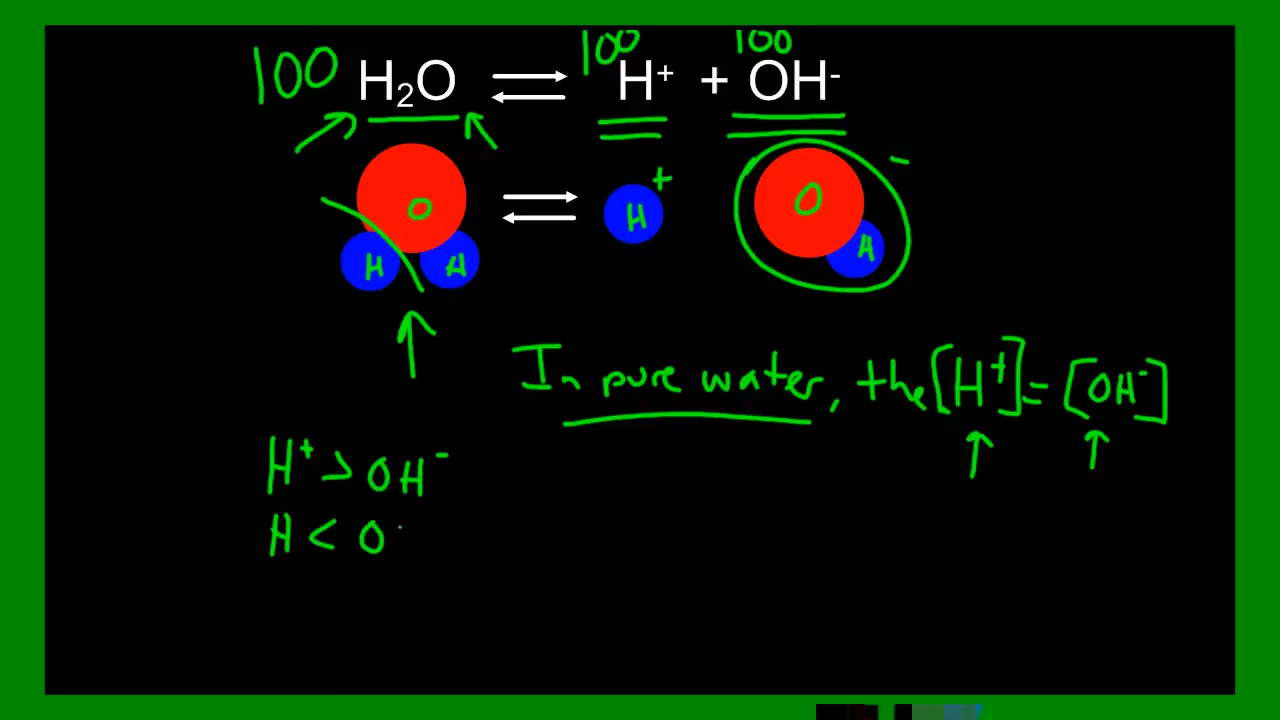 100 100 100
H₂O ⇌ H⁺ + OH⁻
O ⇌ H⁺ O⁻
H H H
In pure water, the [H⁺] = [OH⁻]
H⁺ > OH⁻
H < O